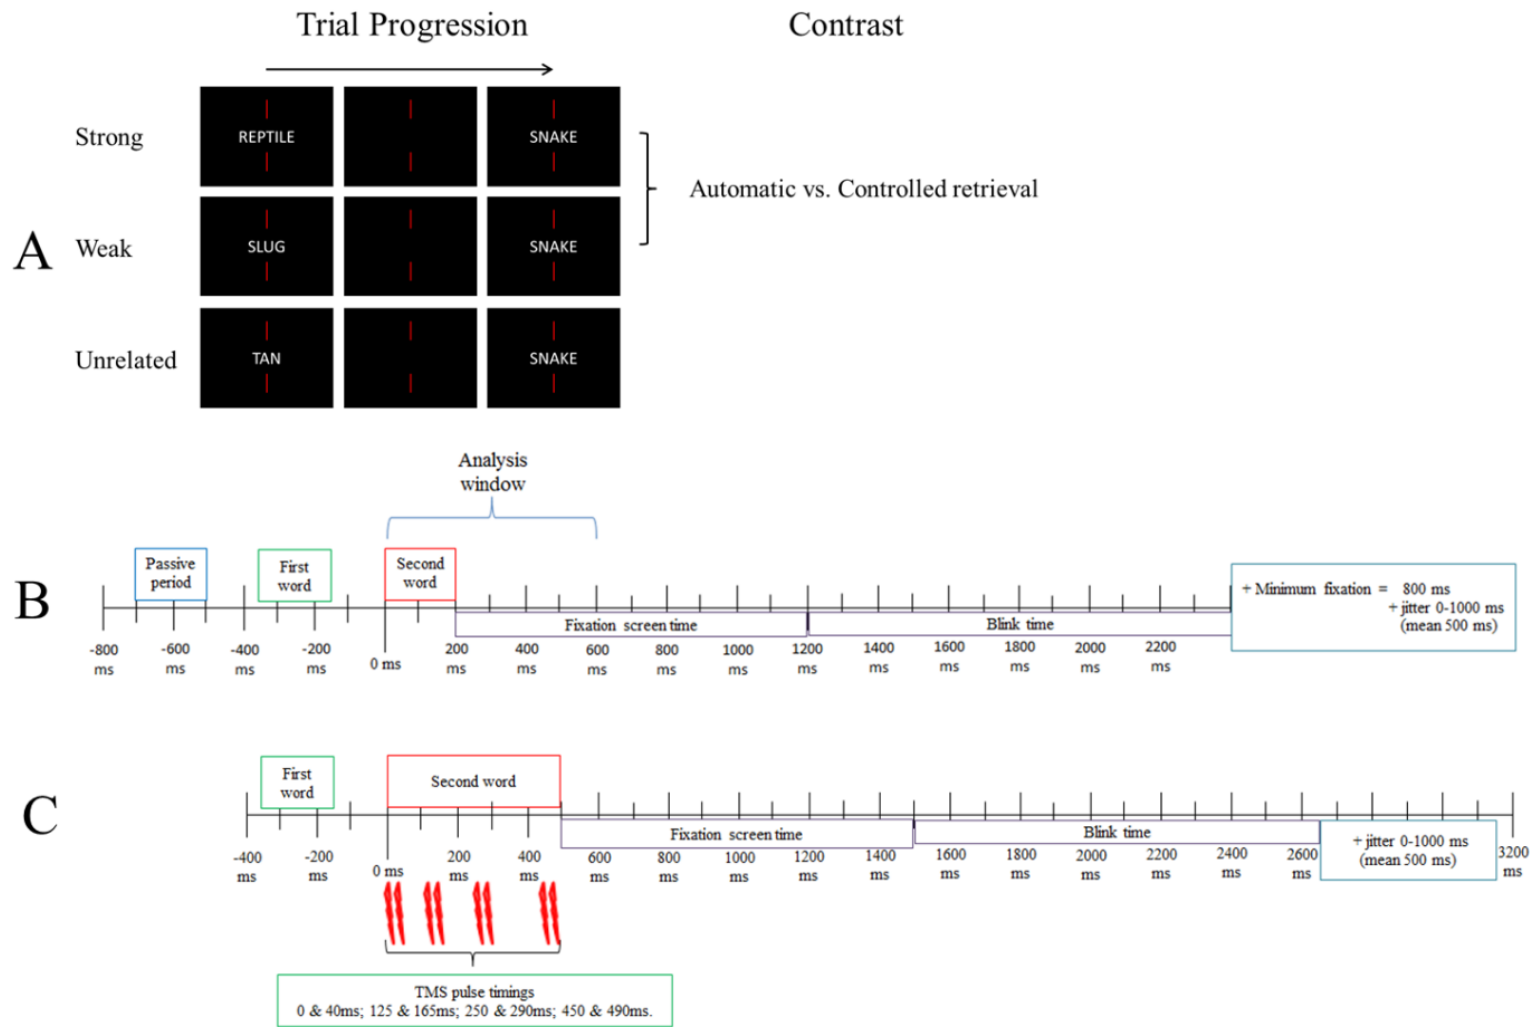 Trial Progression
Contrast
A
Strong
REPTILE
SNAKE
Automatic vs. Controlled retrieval
Weak
SLUG
SNAKE
Unrelated
TAN
SNAKE
B
Analysis
window
Passive
period
First
word
Second
word
Fixation screen time
Blink time
+ Minimum fixation = 800 ms
+ jitter 0-1000 ms
(mean 500 ms)
-800 -600 -400 -200 0 ms 200 400 600 800 1000 1200 1400 1600 1800 2000 2200
ms ms ms ms ms ms ms ms ms ms ms ms ms ms ms
C
First
word
Second word
Fixation screen time
Blink time
+ jitter 0-1000 ms
(mean 500 ms)
-400 -200 0 ms 200 400 600 800 1000 1200 1400 1600 1800 2000 2200 2400 2600 3200
ms ms ms ms ms ms ms ms ms ms ms ms ms ms ms ms
TMS pulse timings
0 & 40ms; 125 & 165ms; 250 & 290ms; 450 & 490ms.